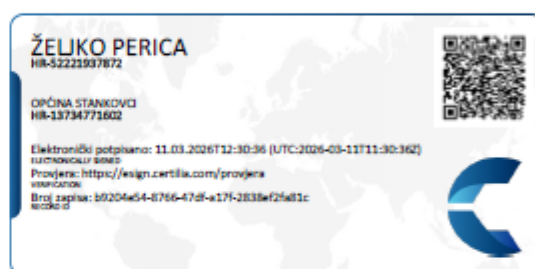 ŽELJKO PERICA
HR-52221937872
OPĆINA STANKOVCI
HR-13734771602
Elektronički potpisano: 11.03.2026T12:30:36 (UTC:2026-03-11T11:30:36Z)
ELECTRONICALLY SIGNED
Provjera: https://esign.certilia.com/provjera
VERIFICATION
Broj zapisa: b9204e54-8766-47df-a17f-2838ef2fa81c
RECORD ID